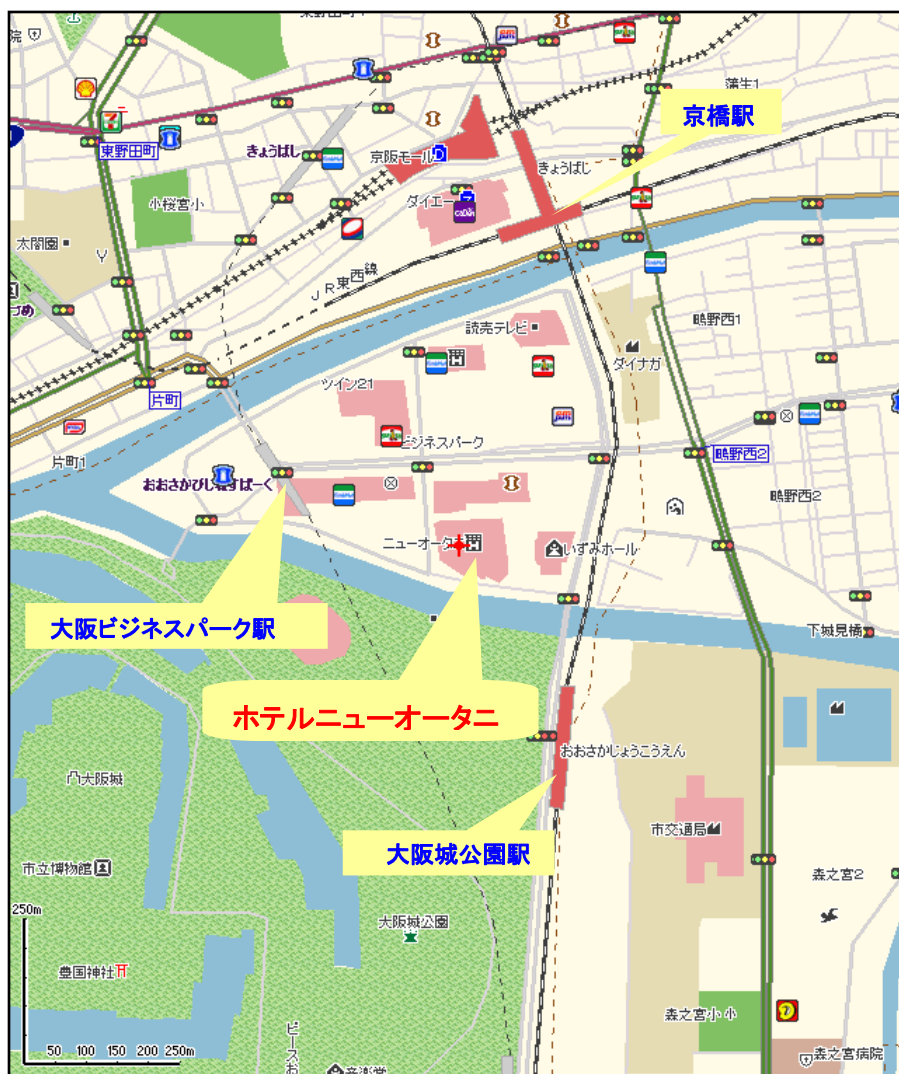 東野田町
蒲生1
京橋駅
きょうばし
京阪モール
きょうばし
小桜宮小
ダイエー
太閤園
JR東西線
読売テレビ
鴫野西1
ダイナガ
ツイン21
片町
片町1
ビジネスパーク
鴫野西2
おおさかびじねすぱーく
鴫野西2
ニューオータ
いずみホール
大阪ビジネスパーク駅
下城見橋
ホテルニューオータニ
おおさかじょうこうえん
大阪城
市交通局
大阪城公園駅
市立博物館
森之宮2
250m
大阪城公園
豊国神社
森之宮小 小
50 100 150 200 250m
ピースお
音楽堂
森之宮病院